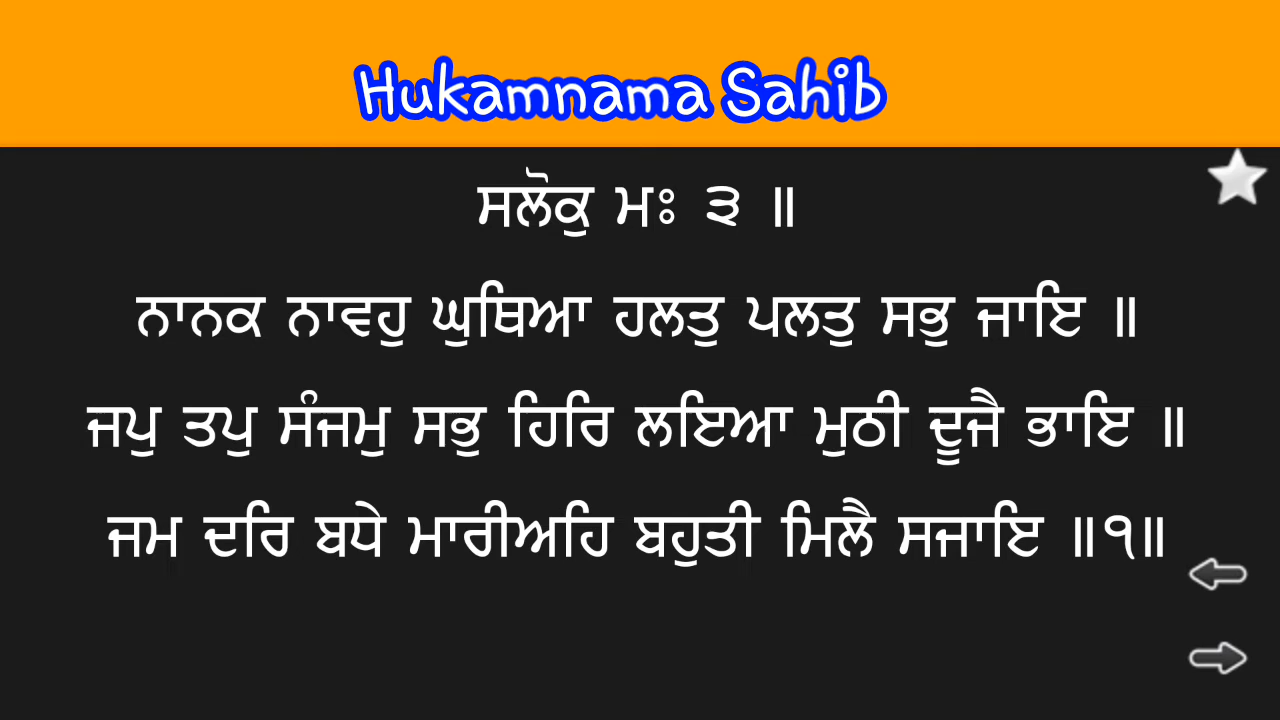 Hukamnama Sahib
ਸਲੋਕੁ ਮਃ ੩ ॥
ਨਾਨਕ ਨਾਵਹੁ ਘੁਥਿਆ ਹਲਤੁ ਪਲਤੁ ਸਭੁ ਜਾਇ ॥
ਜਪੁ ਤਪੁ ਸੰਜਮੁ ਸਭੁ ਹਿਰਿ ਲਇਆ ਮੁਠੀ ਦੂਜੈ ਭਾਇ ॥
ਜਮ ਦਰਿ ਬਧੇ ਮਾਰੀਅਹਿ ਬਹੁਤੀ ਮਿਲੈ ਸਜਾਇ ॥੧॥